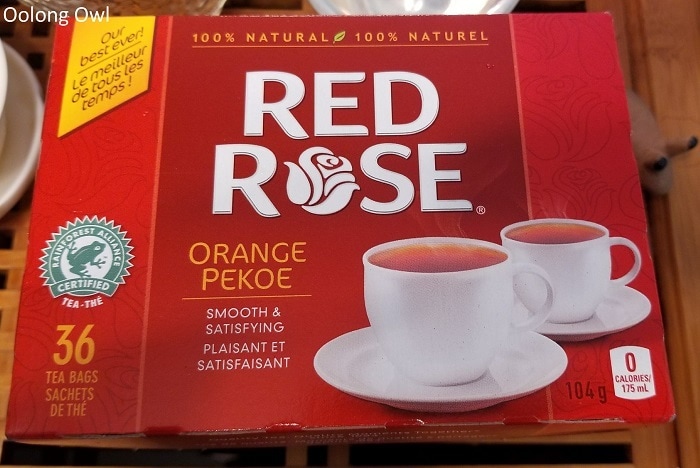 Oolong Owl
Our
best ever!
Le meilleur
de tous les
temps!
100% NATURAL 100% NATUREL
RED
ROSE®
ORANGE
PEKOE
SMOOTH &
SATISFYING
PLAISANT ET
SATISFAISANT
RAINFOREST ALLIANCE
CERTIFIED
TEA-THÉ
36
TEA BAGS
SACHETS
DE THÉ
104 g
0
CALORIES/
175 mL